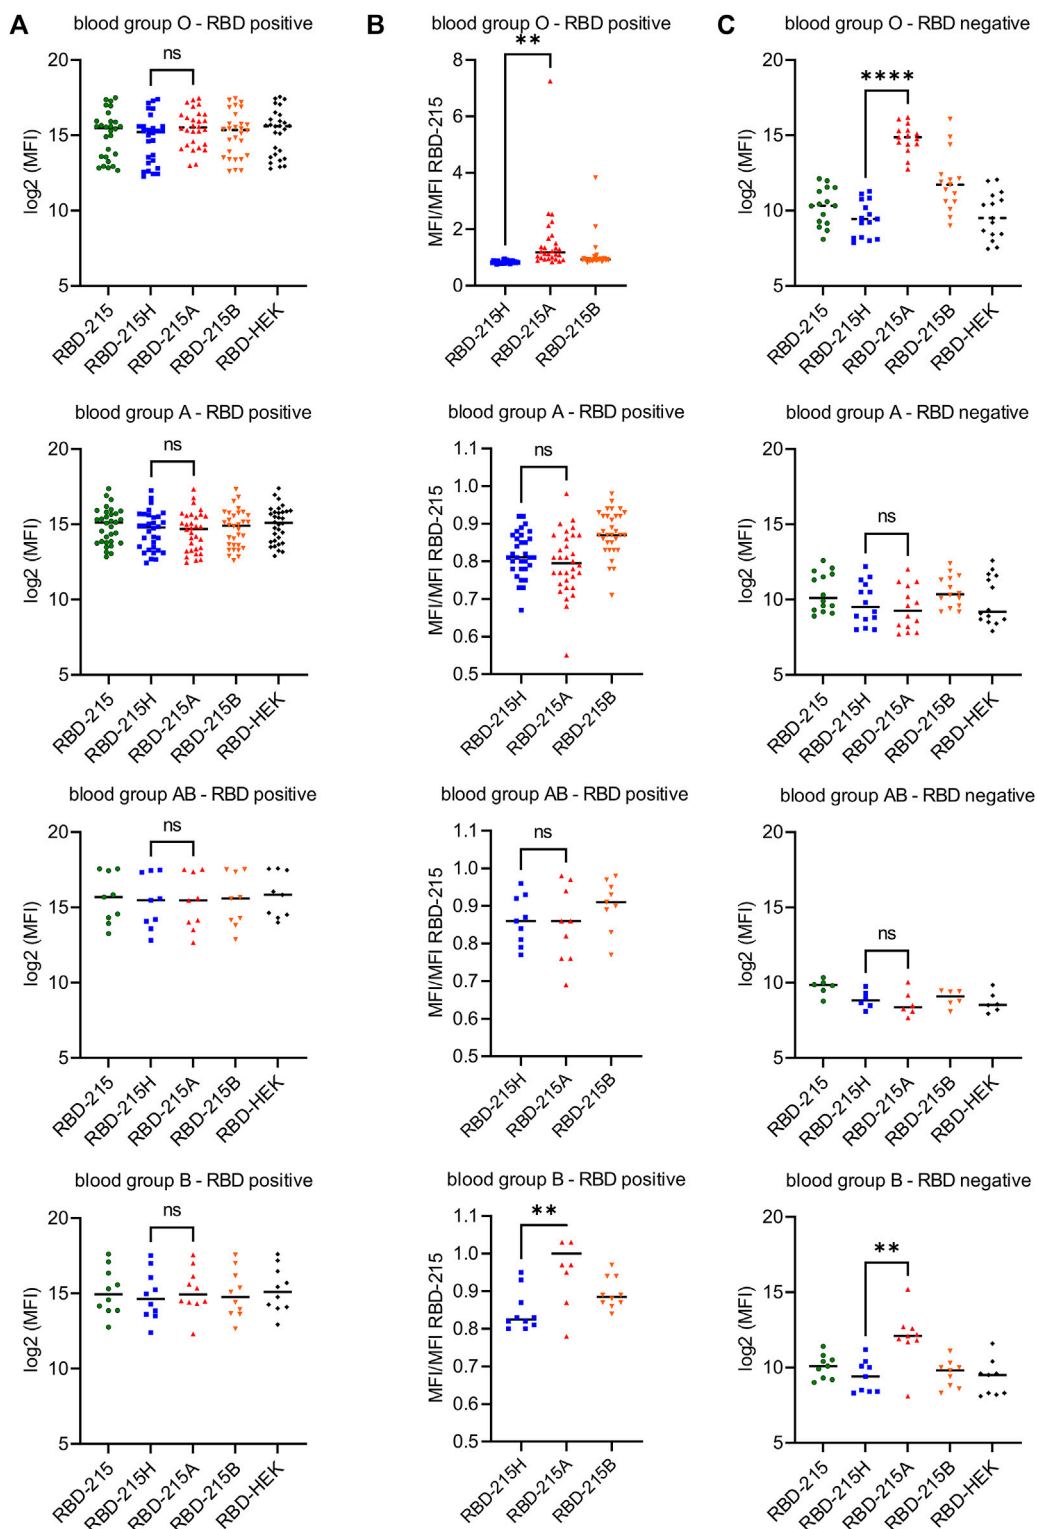 A
blood group O - RBD positive
ns
20
15
10
5
log2 (MFI)
RBD-215
RBD-215H
RBD-215A
RBD-215B
RBD-HEK
B
blood group O - RBD positive
**
8
6
4
2
0
MFI/MFI RBD-215
RBD-215H
RBD-215A
RBD-215B
C
blood group O - RBD negative
****
20
15
10
5
log2 (MFI)
RBD-215
RBD-215H
RBD-215A
RBD-215B
RBD-HEK
blood group A - RBD positive
ns
20
15
10
5
log2 (MFI)
RBD-215
RBD-215H
RBD-215A
RBD-215B
RBD-HEK
blood group A - RBD positive
ns
1.1
1.0
0.9
0.8
0.7
0.6
0.5
MFI/MFI RBD-215
RBD-215H
RBD-215A
RBD-215B
blood group A - RBD negative
ns
20
15
10
5
log2 (MFI)
RBD-215
RBD-215H
RBD-215A
RBD-215B
RBD-HEK
blood group AB - RBD positive
ns
20
15
10
5
log2 (MFI)
RBD-215
RBD-215H
RBD-215A
RBD-215B
RBD-HEK
blood group AB - RBD positive
ns
1.1
1.0
0.9
0.8
0.7
0.6
0.5
MFI/MFI RBD-215
RBD-215H
RBD-215A
RBD-215B
blood group AB - RBD negative
ns
20
15
10
5
log2 (MFI)
RBD-215
RBD-215H
RBD-215A
RBD-215B
RBD-HEK
blood group B - RBD positive
ns
20
15
10
5
log2 (MFI)
RBD-215
RBD-215H
RBD-215A
RBD-215B
RBD-HEK
blood group B - RBD positive
**
1.1
1.0
0.9
0.8
0.7
0.6
0.5
MFI/MFI RBD-215
RBD-215H
RBD-215A
RBD-215B
blood group B - RBD negative
**
20
15
10
5
log2 (MFI)
RBD-215
RBD-215H
RBD-215A
RBD-215B
RBD-HEK